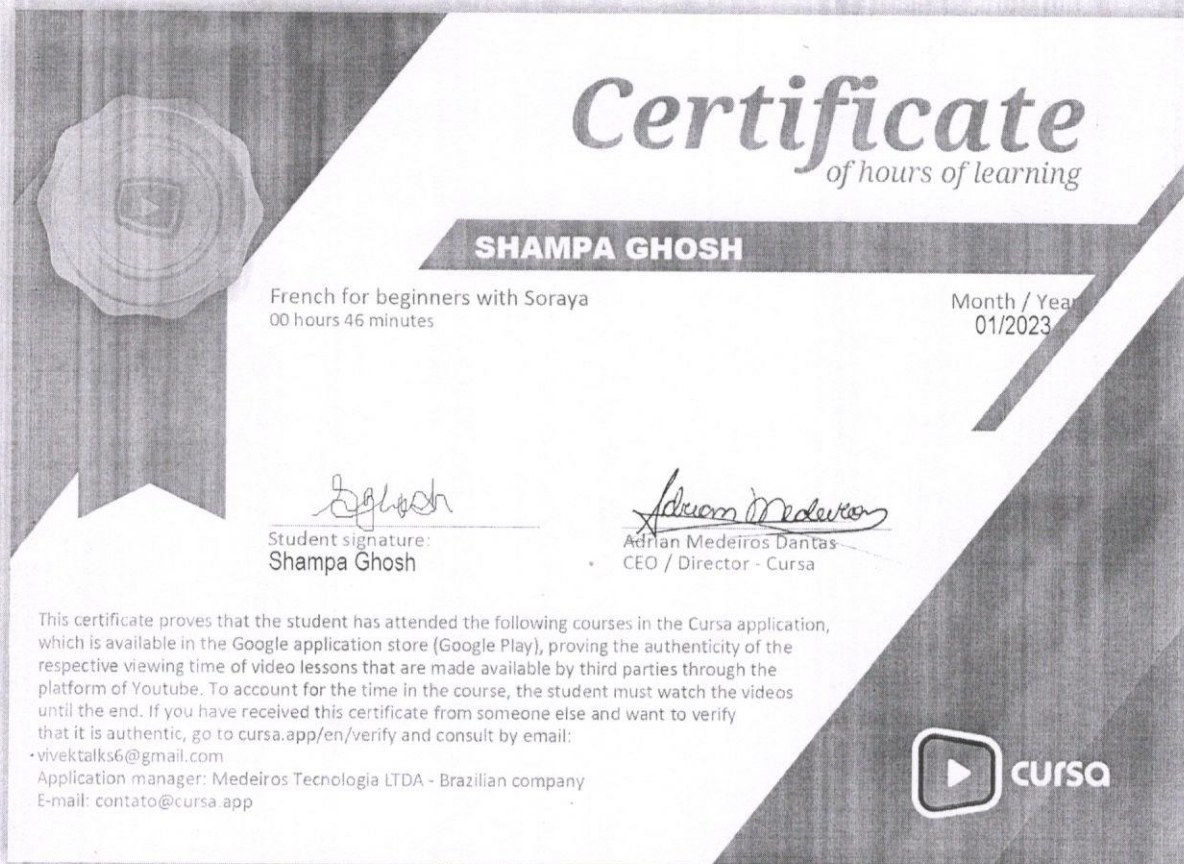 Certificate
of hours of learning
SHAMPA GHOSH
French for beginners with Soraya
00 hours 46 minutes
Month / Year
01/2023
SGhosh
Adrian Medeiros
Student signature:
Shampa Ghosh
Adrian Medeiros Dantas
CEO / Director - Cursa
This certificate proves that the student has attended the following courses in the Cursa application,
which is available in the Google application store (Google Play), proving the authenticity of the
respective viewing time of video lessons that are made available by third parties through the
platform of Youtube. To account for the time in the course, the student must watch the videos
until the end. If you have received this certificate from someone else and want to verify
that it is authentic, go to cursa.app/en/verify and consult by email:
vivektalks6@gmail.com
Application manager: Medeiros Tecnologia LTDA - Brazilian company
E-mail: contato@cursa.app
cursa